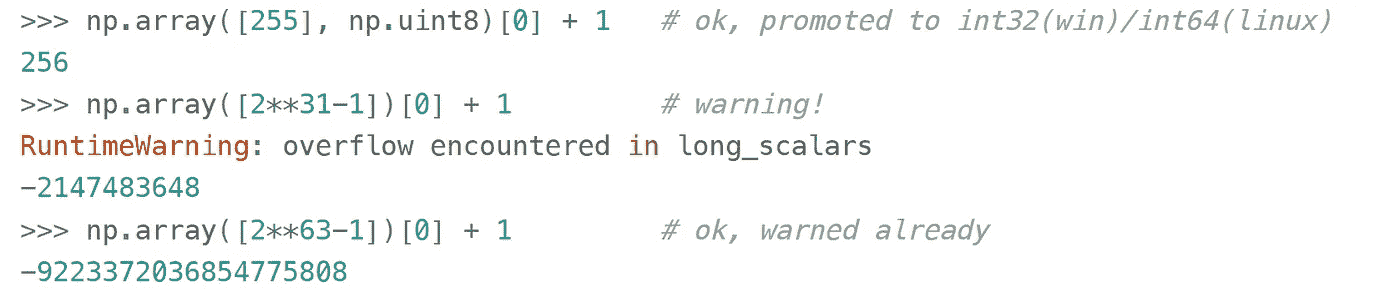 >>> np.array([255], np.uint8)[0] + 1   # ok, promoted to int32(win)/int64(linux)
256
>>> np.array([2**31-1])[0] + 1         # warning!
RuntimeWarning: overflow encountered in long_scalars
-2147483648
>>> np.array([2**63-1])[0] + 1         # ok, warned already
-9223372036854775808